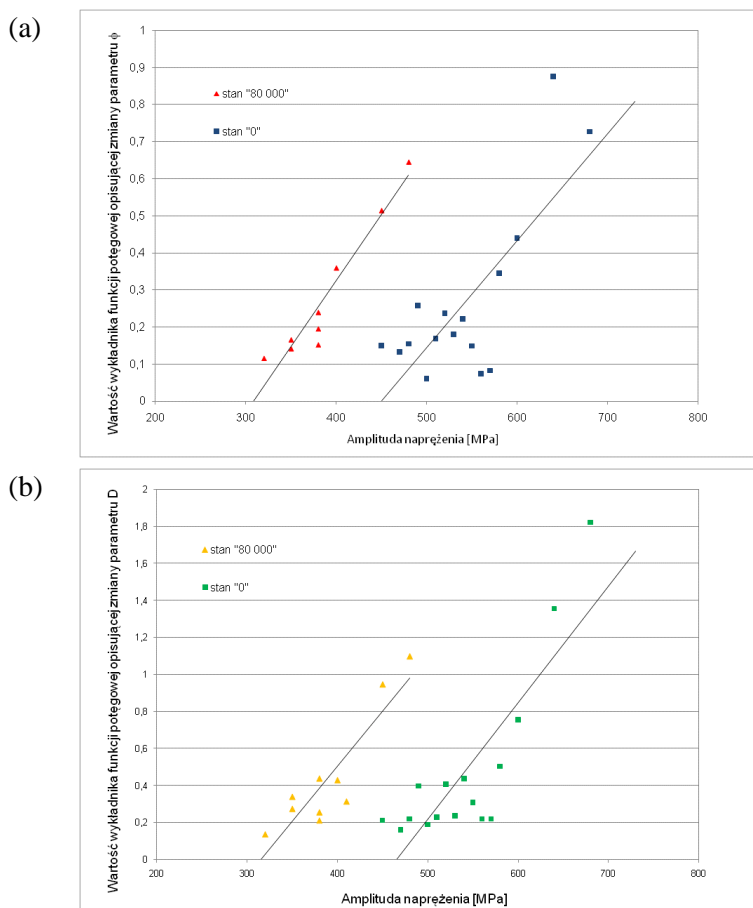 (a)
Wartość wykładnika funkcji potęgowej opisującej zmiany parametru ϕ
1
0,9
0,8
0,7
0,6
0,5
0,4
0,3
0,2
0,1
0
stan "80 000"
stan "0"
200 300 400 500 600 700 800
Amplituda naprężenia [MPa]
(b)
Wartość wykładnika funkcji potęgowej opisującej zmiany parametru D
2
1,8
1,6
1,4
1,2
1
0,8
0,6
0,4
0,2
0
stan "80 000"
stan "0"
200 300 400 500 600 700 800
Amplituda naprężenia [MPa]